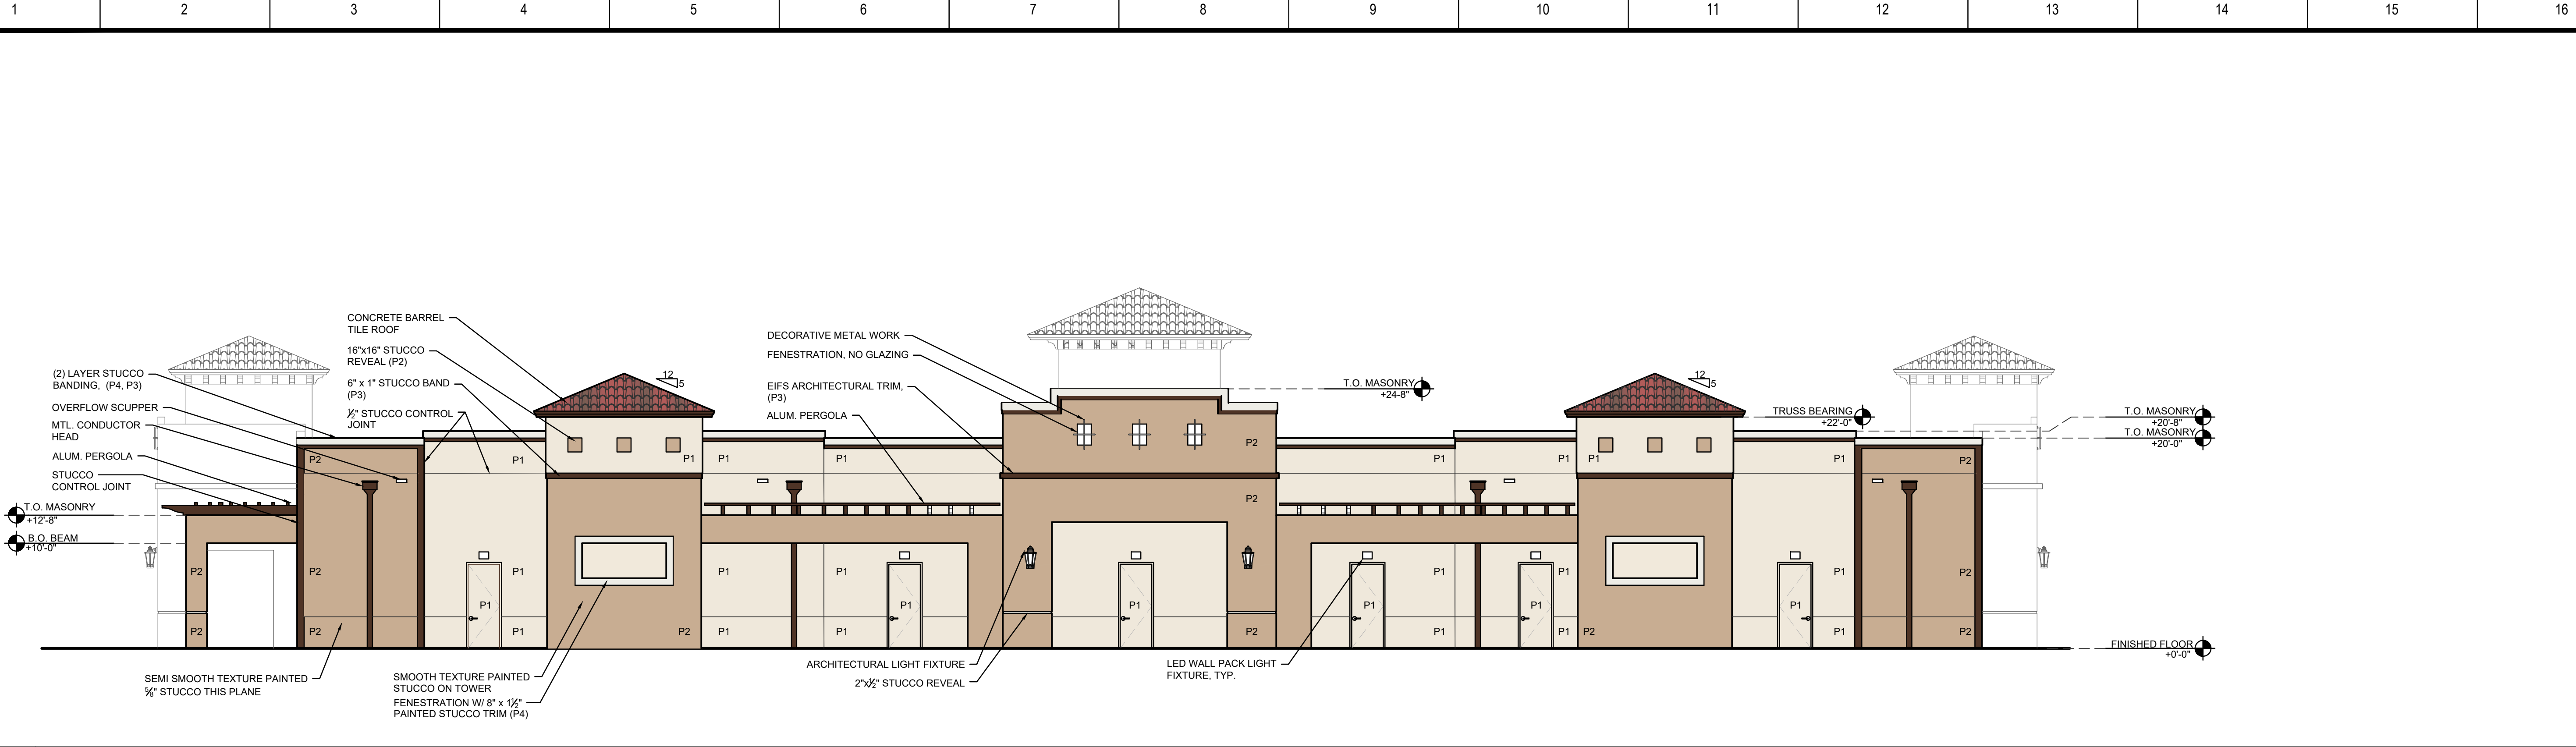 1 2 3 4 5 6 7 8 9 10 11 12 13 14 15 16
CONCRETE BARREL
TILE ROOF
16"x16" STUCCO
REVEAL (P2)
6" x 1" STUCCO BAND
(P3)
½" STUCCO CONTROL
JOINT
(2) LAYER STUCCO
BANDING, (P4, P3)
OVERFLOW SCUPPER
MTL. CONDUCTOR
HEAD
ALUM. PERGOLA
STUCCO
CONTROL JOINT
T.O. MASONRY
+12'-8"
B.O. BEAM
+10'-0"
12
5
DECORATIVE METAL WORK
FENESTRATION, NO GLAZING
EIFS ARCHITECTURAL TRIM,
(P3)
ALUM. PERGOLA
T.O. MASONRY
+24-8"
12
5
TRUSS BEARING
+22'-0"
T.O. MASONRY
+20'-8"
T.O. MASONRY
+20'-0"
P2 P1 P1 P1 P1 P2 P1 P1 P1 P1 P2
P2
P2 P2 P1 P1 P1 P1 P1 P1 P2
P1 P1 P1 P1 P1 P1
P2 P2 P1 P2 P1 P1 P2 P1 P1 P2 P1 P2
FINISHED FLOOR
+0'-0"
SEMI SMOOTH TEXTURE PAINTED
⅝" STUCCO THIS PLANE
SMOOTH TEXTURE PAINTED
STUCCO ON TOWER
FENESTRATION W/ 8" x 1½"
PAINTED STUCCO TRIM (P4)
ARCHITECTURAL LIGHT FIXTURE
2"x½" STUCCO REVEAL
LED WALL PACK LIGHT
FIXTURE, TYP.